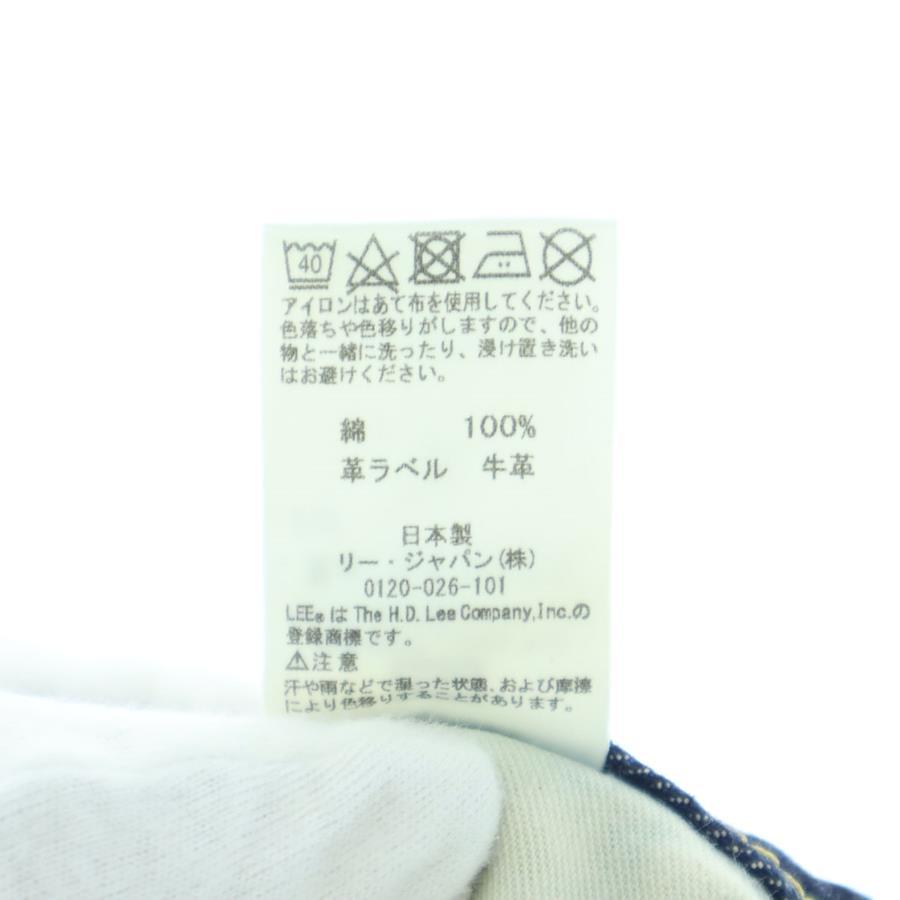 40
アイロンはあて布を使用してください。
色落ちや色移りがしますので、他の
物と一緒に洗ったり、浸け置き洗い
はお避けください。
綿 100%
革ラベル 牛革
日本製
リー・ジャパン(株)
0120-026-101
LEE®は The H.D. Lee Company,Inc.の
登録商標です。
⚠注意
汗や雨などで湿った状態、および摩擦
により色移りすることがあります。